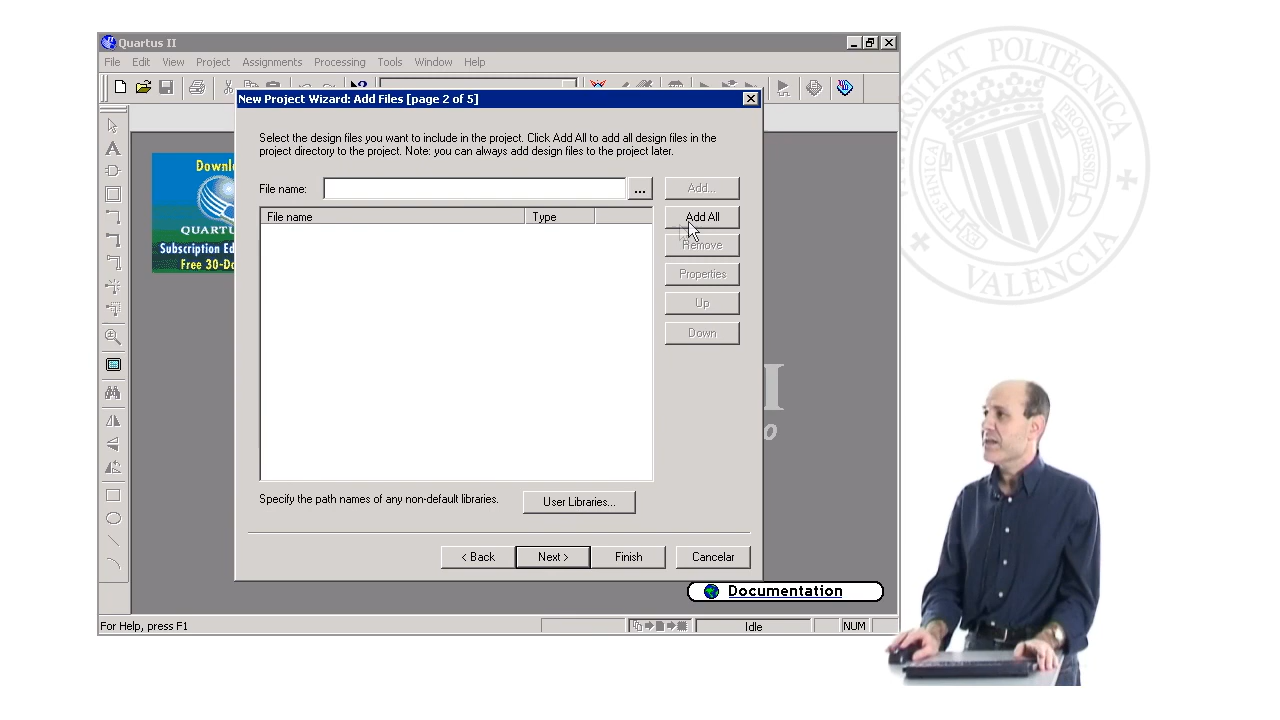 Quartus II
File Edit View Project Assignments Tools Processing Window Help
New Project Wizard: Add Files [page 2 of 5]
Select the design files you want to include in the project. Click Add All to add all design files in the
project directory to the project. Note: you can always add design files to the project later.
File name:
...
Add...
File name
Type
Add All
Remove
Properties
Up
Down
Specify the path names of any non-default libraries.
User Libraries...
< Back
Next >
Finish
Cancelar
QUART
Subscription Ed
Free 30-D
I
Documentation
For Help, press F1
Idle
NUM
UNIVERSITAT POLITÈCNICA
DE VALÈNCIA